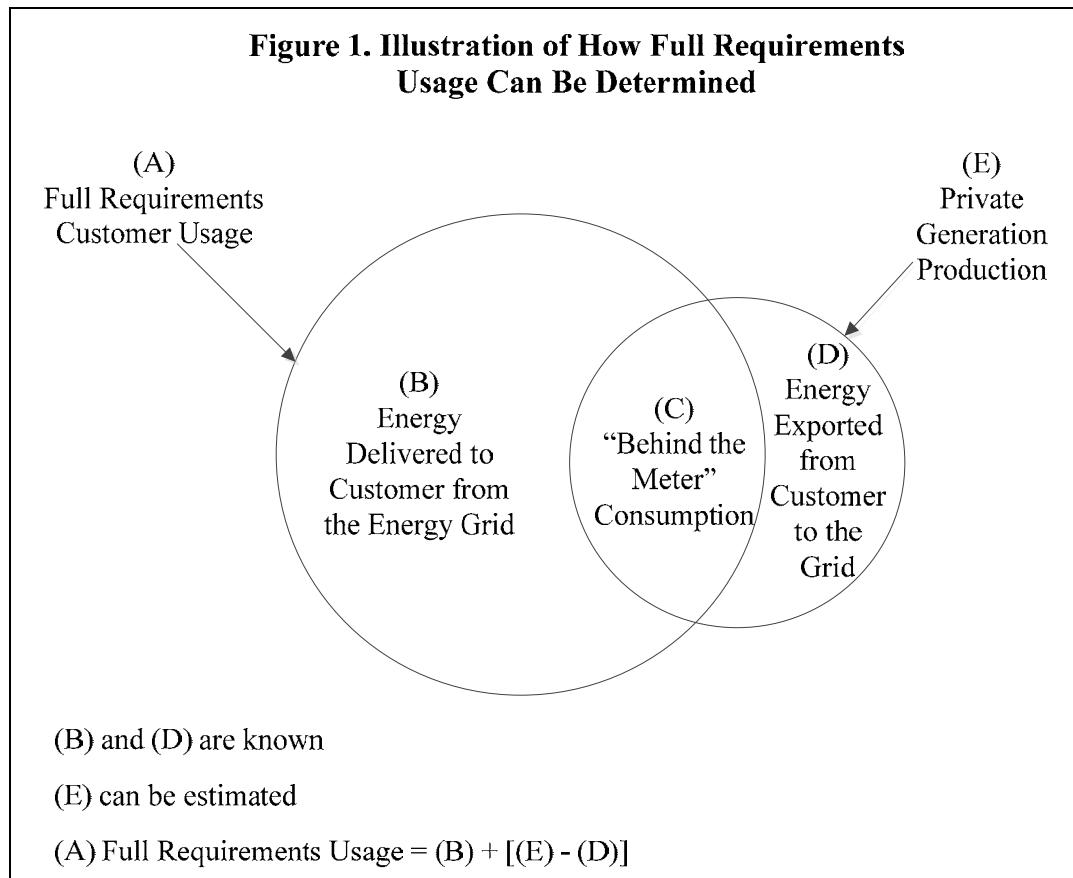 Figure 1. Illustration of How Full Requirements
Usage Can Be Determined
(A)
Full Requirements
Customer Usage
(E)
Private
Generation
Production
(B)
Energy
Delivered to
Customer from
the Energy Grid
(C)
“Behind the
Meter”
Consumption
(D)
Energy
Exported
from
Customer
to the
Grid
(B) and (D) are known
(E) can be estimated
(A) Full Requirements Usage = (B) + [(E) - (D)]